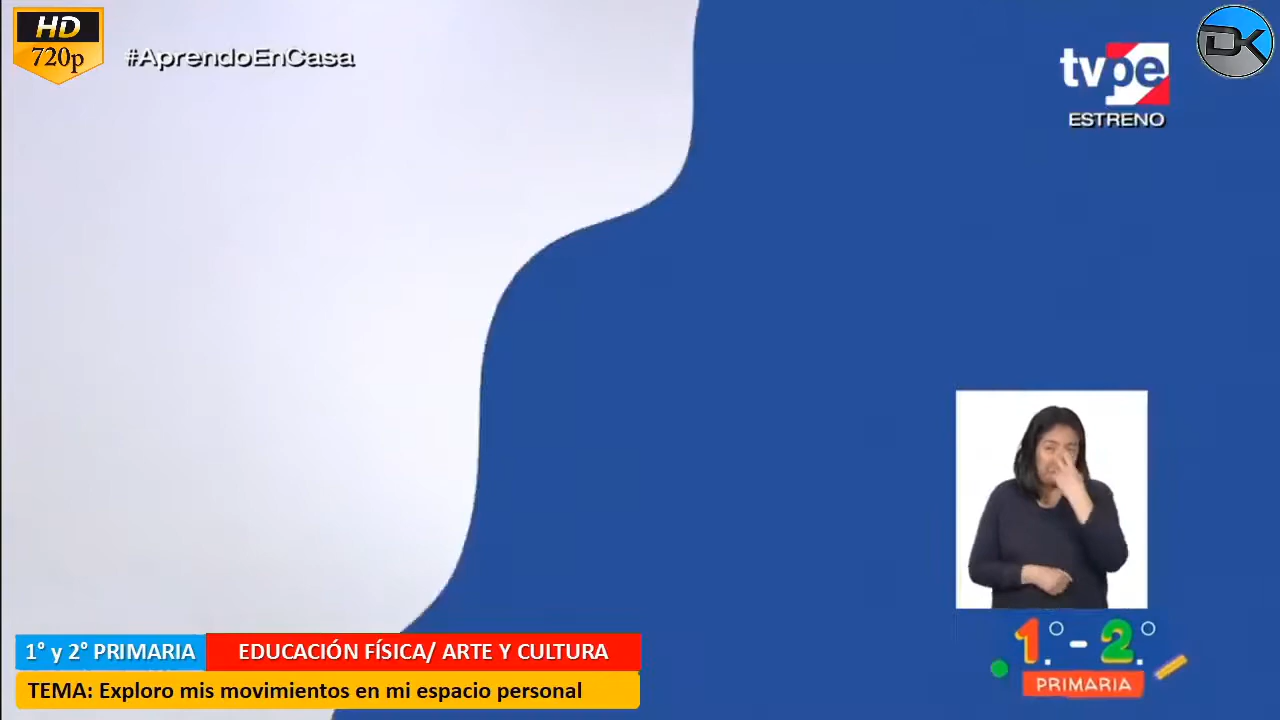 HD
720p
#AprendoEnCasa
tvpe
ESTRENO
DK
1.° - 2.°
PRIMARIA
1° y 2° PRIMARIA
EDUCACIÓN FÍSICA/ ARTE Y CULTURA
TEMA: Exploro mis movimientos en mi espacio personal